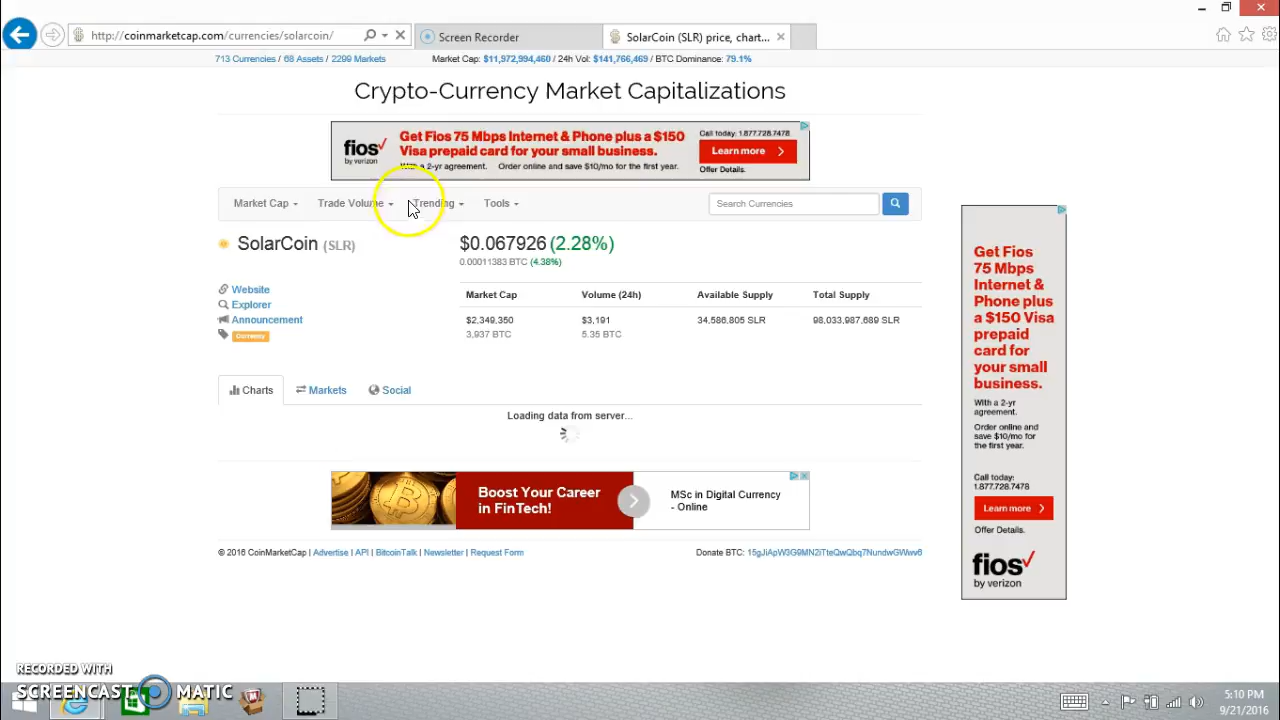 http://coinmarketcap.com/currencies/solarcoin/
Screen Recorder
SolarCoin (SLR) price, chart...
713 Currencies / 68 Assets / 2299 Markets
Market Cap: $11,972,994,460 / 24h Vol: $141,766,469 / BTC Dominance: 79.1%
Crypto-Currency Market Capitalizations
fios
by verizon
Get Fios 75 Mbps Internet & Phone plus a $150
Visa prepaid card for your small business.
With a 2-yr agreement. Order online and save $10/mo for the first year.
Call today: 1.877.728.7478
Learn more
Offer Details.
Market Cap
Trade Volume
Trending
Tools
Search Currencies
SolarCoin (SLR)
$0.067926 (2.28%)
0.00011383 BTC (4.38%)
Website
Explorer
Announcement
Currency
Market Cap Volume (24h) Available Supply Total Supply
$2,349,350 $3,191 34,586,805 SLR 98,033,987,689 SLR
3,937 BTC 5.35 BTC
Charts
Markets
Social
Loading data from server...
Boost Your Career
in FinTech!
MSc in Digital Currency
- Online
© 2016 CoinMarketCap | Advertise | API | BitcoinTalk | Newsletter | Request Form
Donate BTC:
Get Fios
75 Mbps
Internet &
Phone plus
a $150 Visa
prepaid
card for
your small
business.
With a 2-yr
agreement.
Order online and
save $10/mo for
the first year.
Call today:
1.877.728.7478
Learn more
Offer Details.
fios
by verizon
RECORDED WITH
SCREENCAST MATIC
5:10 PM
9/21/2016